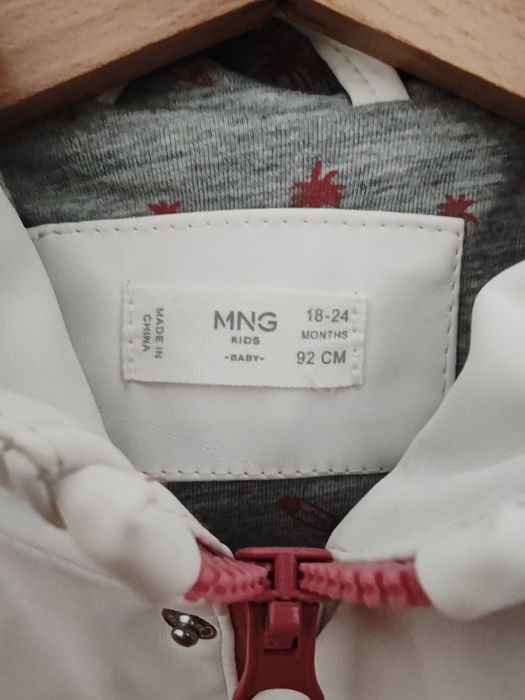 MADE IN
CHINA
MNG
KIDS
-BABY-
18-24
MONTHS
92 CM